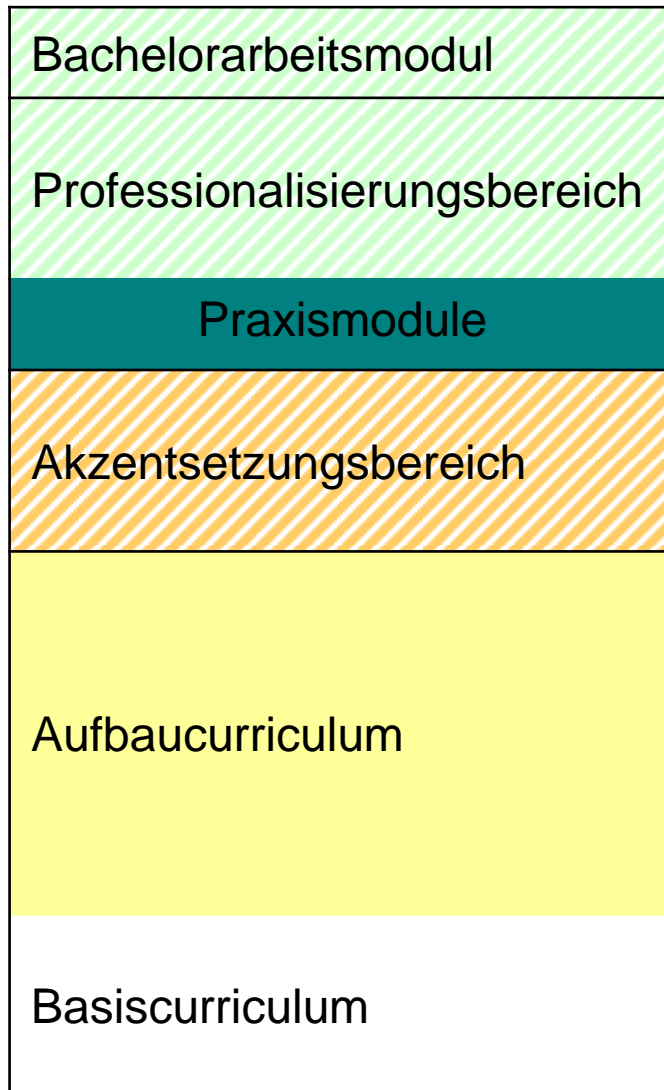 Bachelorarbeitsmodul
Professionalisierungsbereich
Praxismodule
Akzentsetzungsbereich
Aufbaucurriculum
Basiscurriculum